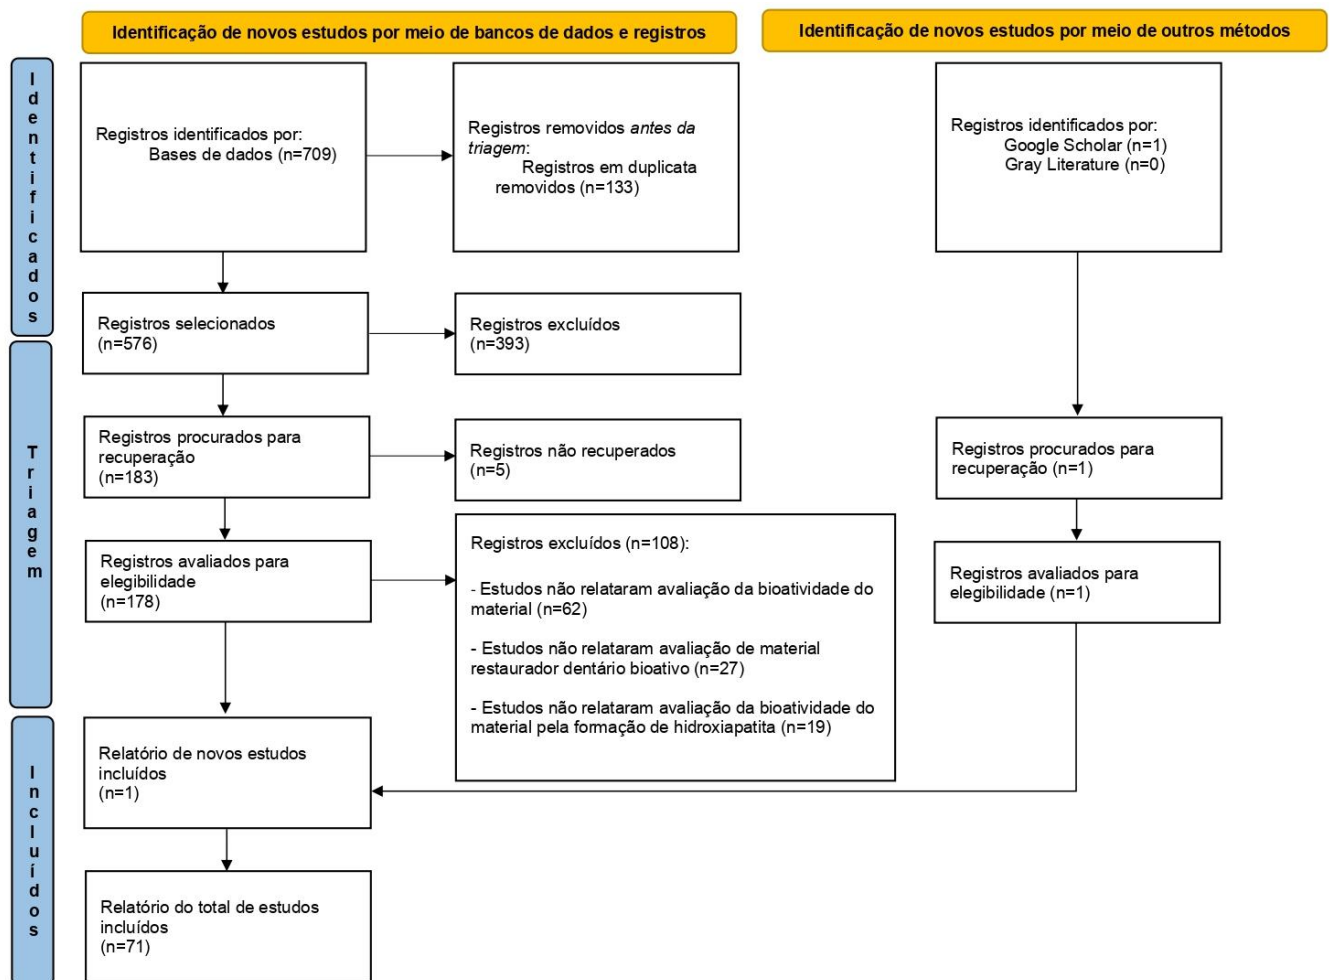 Identificação de novos estudos por meio de bancos de dados e registros
Identificação de novos estudos por meio de outros métodos
Identificados
Registros identificados por:
Bases de dados (n=709)
Registros removidos antes da
triagem:
Registros em duplicata
removidos (n=133)
Registros identificados por:
Google Scholar (n=1)
Gray Literature (n=0)
Registros selecionados
(n=576)
Registros excluídos
(n=393)
Triagem
Registros procurados para
recuperação
(n=183)
Registros não recuperados
(n=5)
Registros procurados para
recuperação (n=1)
Registros avaliados para
elegibilidade
(n=178)
Registros excluídos (n=108):
- Estudos não relataram avaliação da bioatividade do
material (n=62)
- Estudos não relataram avaliação de material
restaurador dentário bioativo (n=27)
- Estudos não relataram avaliação da bioatividade do
material pela formação de hidroxiapatita (n=19)
Registros avaliados para
elegibilidade (n=1)
Incluídos
Relatório de novos estudos
incluídos
(n=1)
Relatório do total de estudos
incluídos
(n=71)